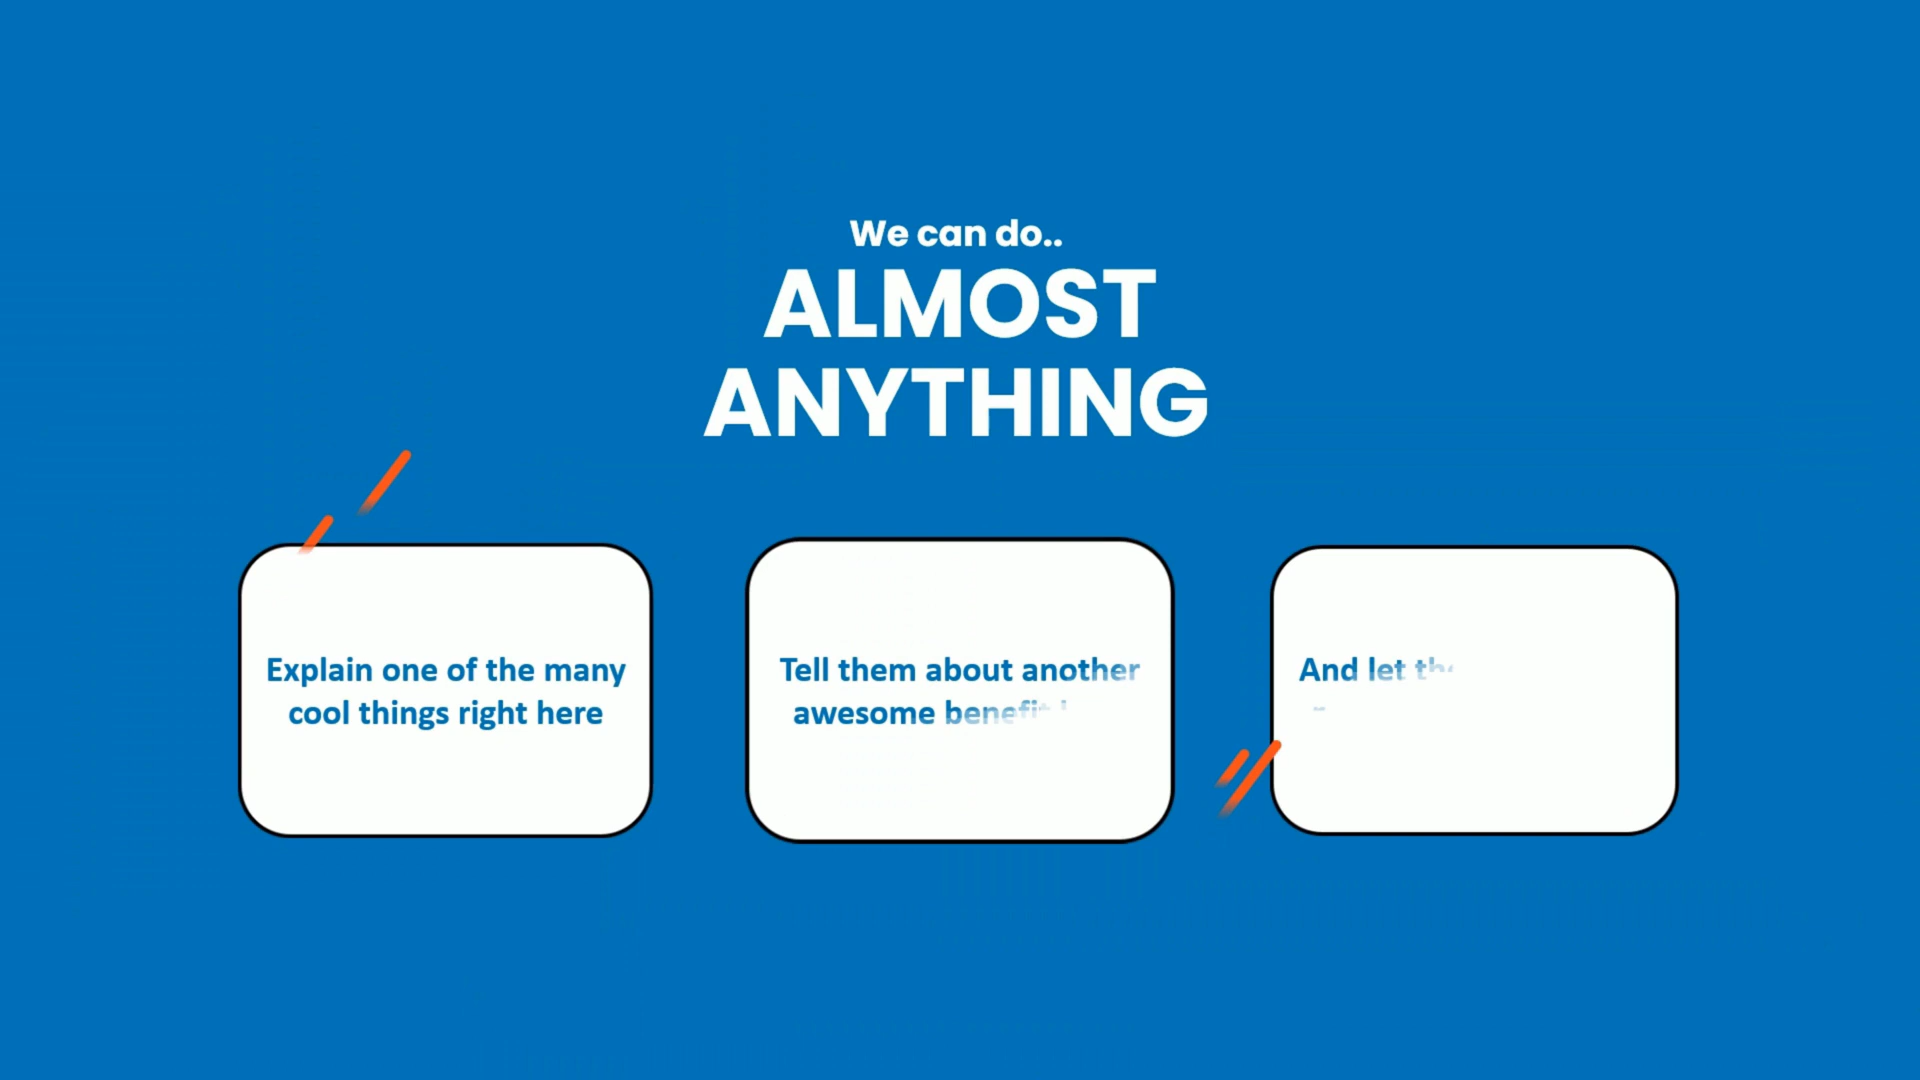 We can do..
ALMOST
ANYTHING
Explain one of the many
cool things right here
Tell them about another
awesome benefit
And let